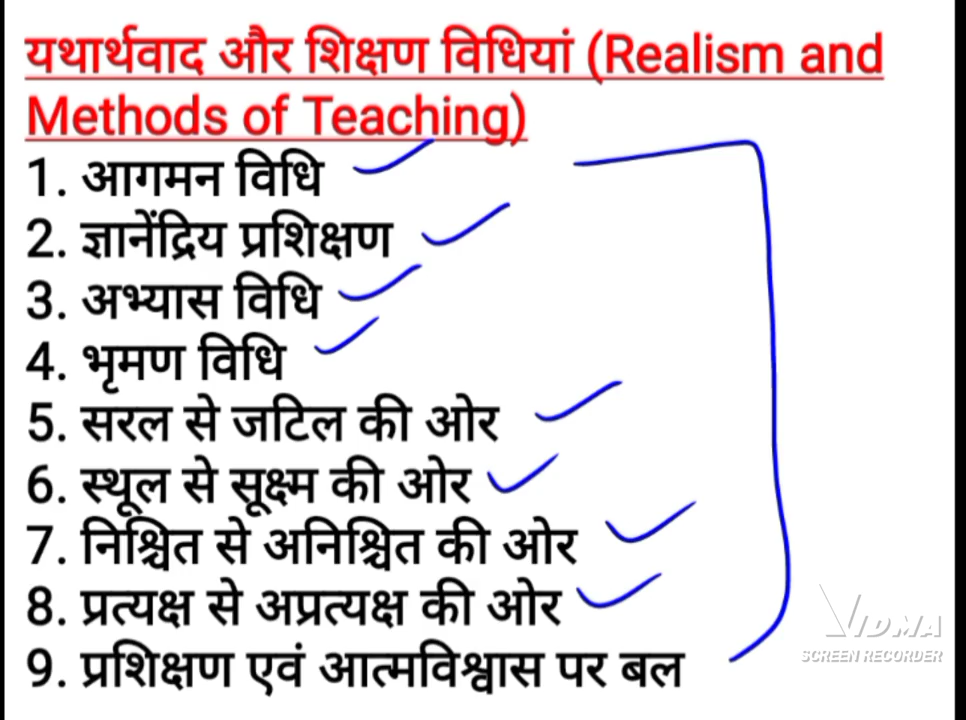 यथार्थवाद और शिक्षण विधियां (Realism and
Methods of Teaching)
1. आगमन विधि
2. ज्ञानेंद्रिय प्रशिक्षण
3. अभ्यास विधि
4. भृमण विधि
5. सरल से जटिल की ओर
6. स्थूल से सूक्ष्म की ओर
7. निश्चित से अनिश्चित की ओर
8. प्रत्यक्ष से अप्रत्यक्ष की ओर
9. प्रशिक्षण एवं आत्मविश्वास पर बल
VIDMA
SCREEN RECORDER